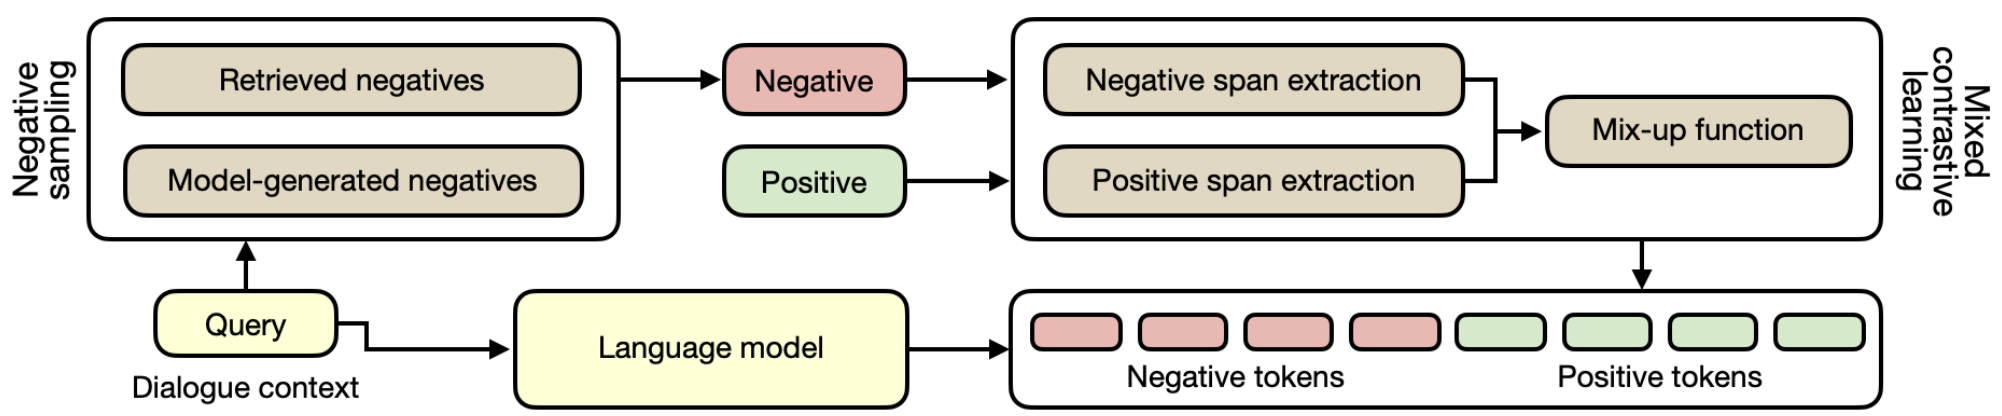 Negative
sampling
Retrieved negatives
Model-generated negatives
Negative
Positive
Negative span extraction
Positive span extraction
Mix-up function
Mixed
contrastive
learning
Query
Dialogue context
Language model
Negative tokens
Positive tokens